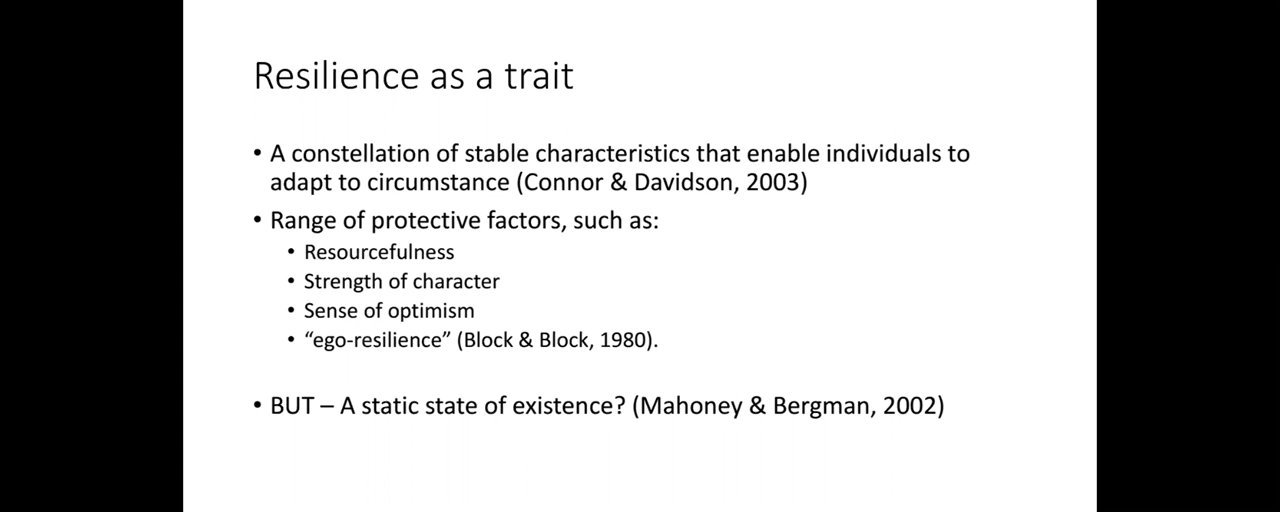 Resilience as a trait
• A constellation of stable characteristics that enable individuals to
adapt to circumstance (Connor & Davidson, 2003)
• Range of protective factors, such as:
• Resourcefulness
• Strength of character
• Sense of optimism
• “ego-resilience” (Block & Block, 1980).
• BUT – A static state of existence? (Mahoney & Bergman, 2002)